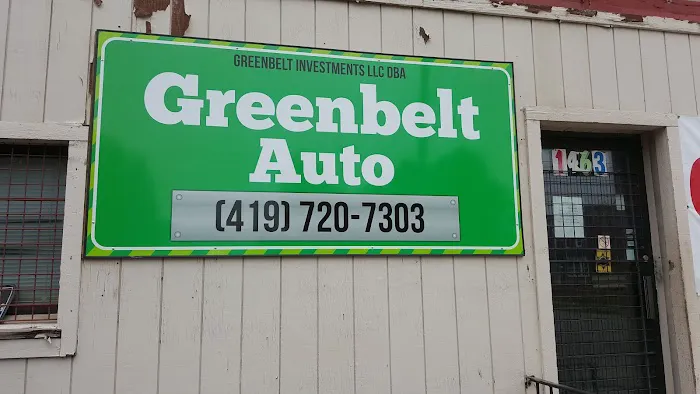 GREENBELT INVESTMENTS LLC DBA
Greenbelt
Auto
(419) 720-7303
1463